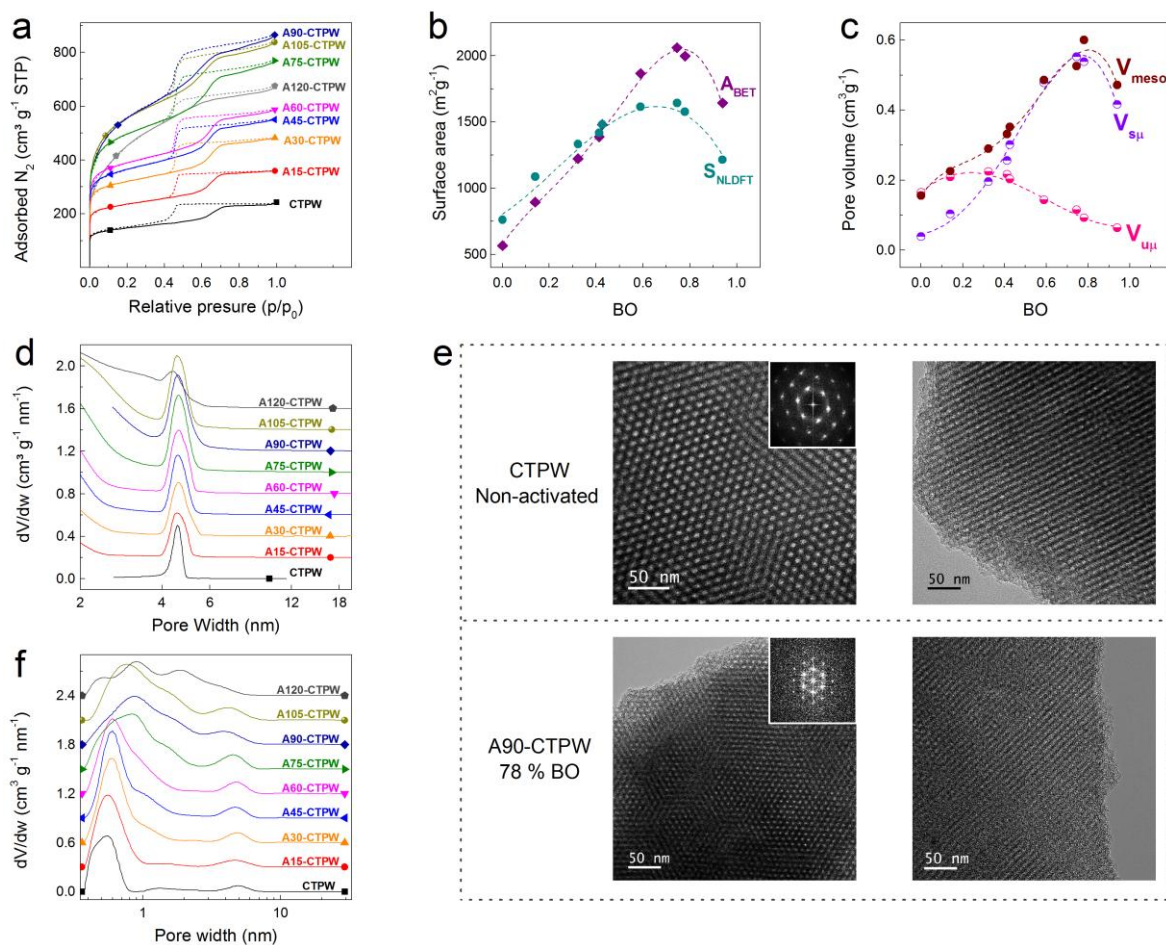 a
A90-CTPW
A105-CTPW
A75-CTPW
A120-CTPW
A60-CTPW
A45-CTPW
A30-CTPW
A15-CTPW
CTPW
Adsorbed N₂ (cm³ g⁻¹ STP)
800
600
400
200
0.0 0.2 0.4 0.6 0.8 1.0 1.2 1.4
Relative presure (p/p₀)
b
Surface area (m²g⁻¹)
2000
1500
1000
500
A_BET
S_NLDFT
0.0 0.2 0.4 0.6 0.8 1.0
BO
c
Pore volume (cm³g⁻¹)
0.6
0.4
0.2
0.0
V_meso
V_sμ
V_uμ
0.0 0.2 0.4 0.6 0.8 1.0
BO
d
dV/dw (cm³ g⁻¹ nm⁻¹)
2.0
1.6
1.2
0.8
0.4
0.0
A120-CTPW
A105-CTPW
A90-CTPW
A75-CTPW
A60-CTPW
A45-CTPW
A30-CTPW
A15-CTPW
CTPW
2 4 6 12 18
Pore Width (nm)
e
CTPW
Non-activated
50 nm
50 nm
A90-CTPW
78 % BO
50 nm
50 nm
f
dV/dw (cm³ g⁻¹ nm⁻¹)
2.4
1.8
1.2
0.6
0.0
A120-CTPW
A105-CTPW
A90-CTPW
A75-CTPW
A60-CTPW
A45-CTPW
A30-CTPW
A15-CTPW
CTPW
1 10
Pore width (nm)